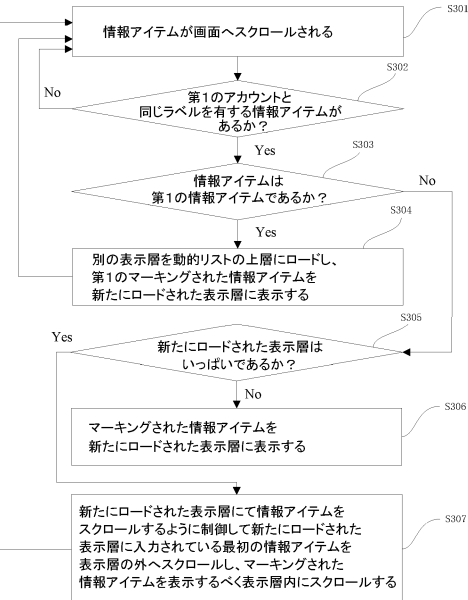 情報アイテムが画面へスクロールされる
S301
S302
第1のアカウントと
同じラベルを有する情報アイテムが
あるか？
No
Yes
S303
情報アイテムは
第1の情報アイテムであるか？
No
Yes
S304
別の表示層を動的リストの上層にロードし、
第1のマーキングされた情報アイテムを
新たにロードされた表示層に表示する
S305
Yes
新たにロードされた表示層は
いっぱいであるか？
No
S306
マーキングされた情報アイテムを
新たにロードされた表示層に表示する
S307
新たにロードされた表示層にて情報アイテムを
スクロールするように制御して新たにロードされた
表示層に入力されている最初の情報アイテムを
表示層の外へスクロールし、マーキングされた
情報アイテムを表示するべく表示層内にスクロールする